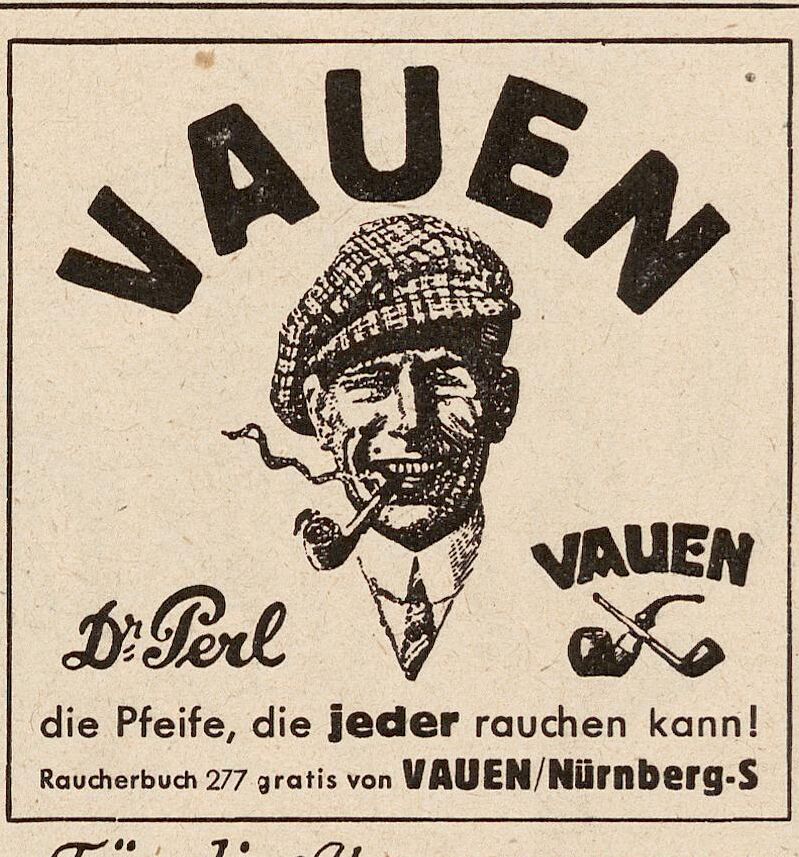 VAUEN
VAUEN
Dr. Perl
die Pfeife, die jeder rauchen kann!
Raucherbuch 277 gratis von VAUEN/Nürnberg-S